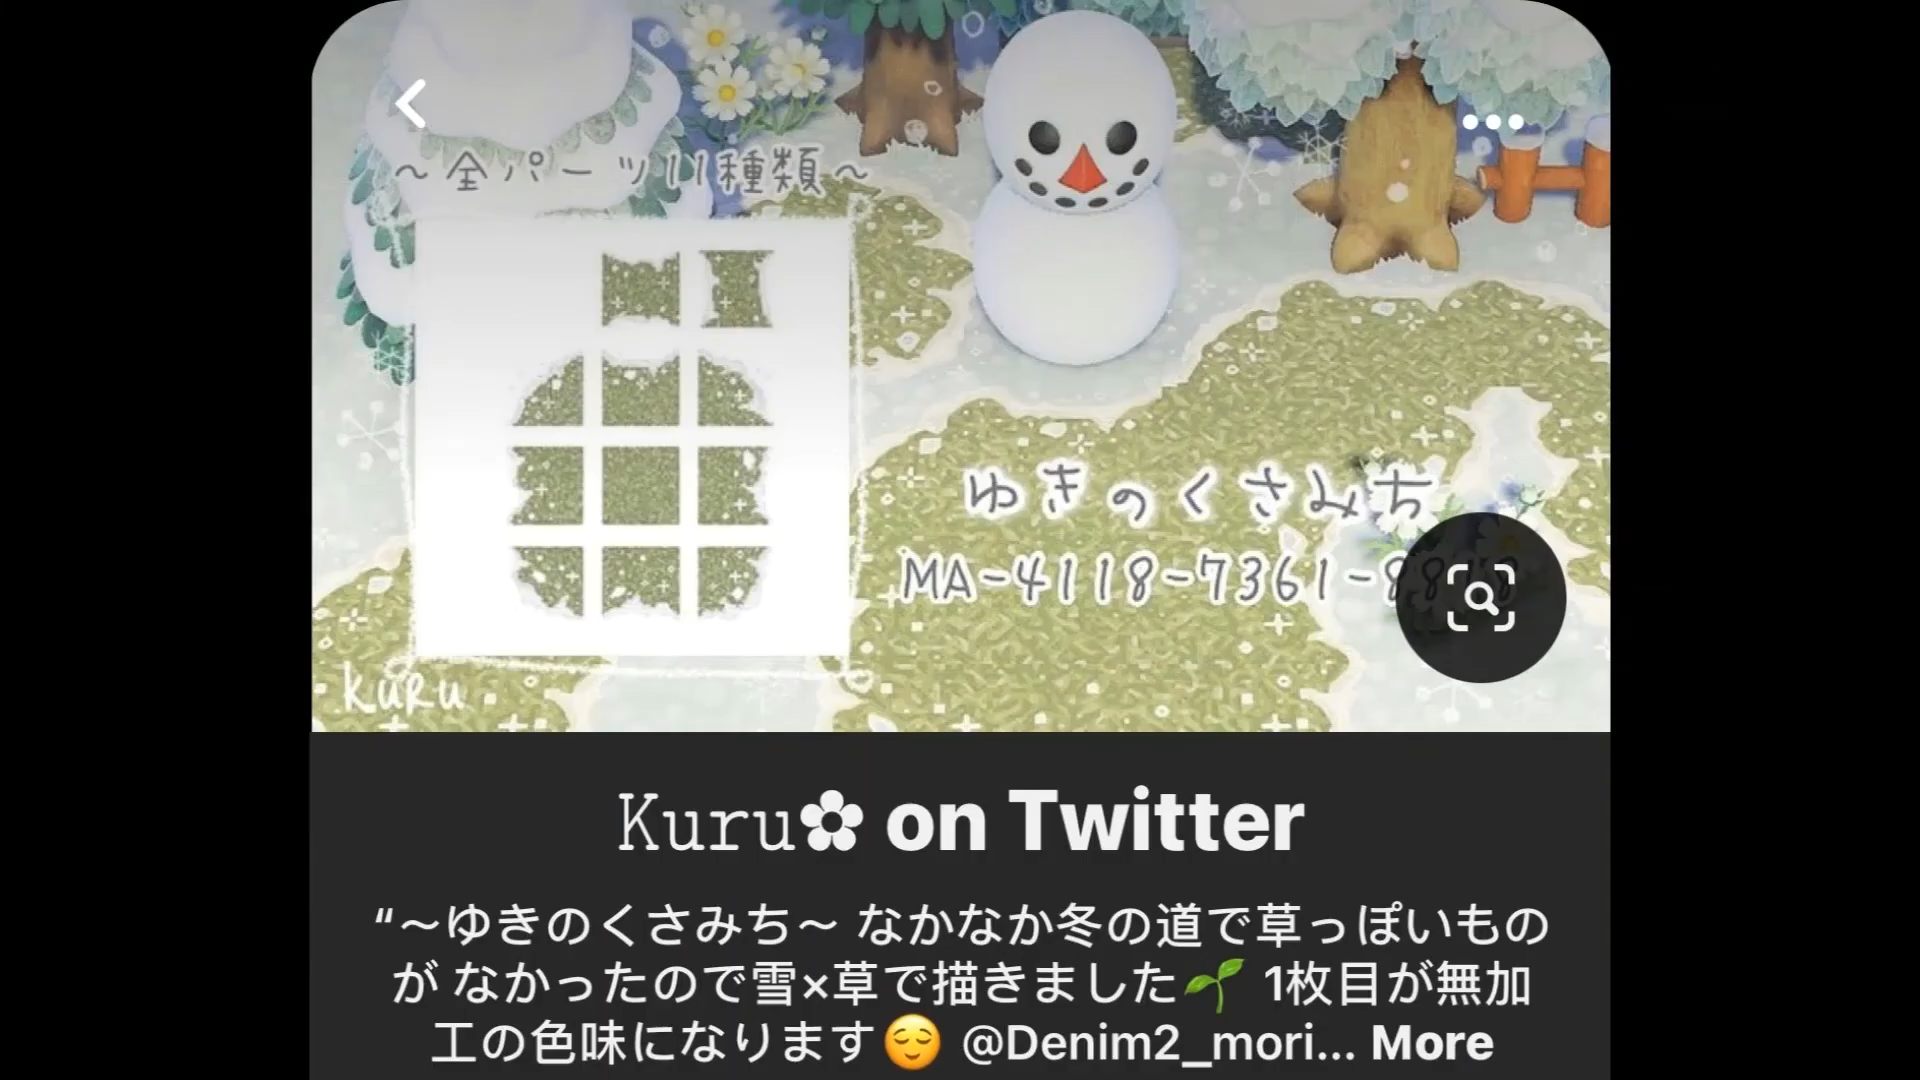 ～全パーツ11種類～
ゆきのくさみち
MA-4118-7361-
kuRu
Kuru✿ on Twitter
“〜ゆきのくさみち〜 なかなか冬の道で草っぽいもの
が なかったので雪×草で描きました🌱 1枚目が無加
工の色味になります😌 @Denim2_mori... More